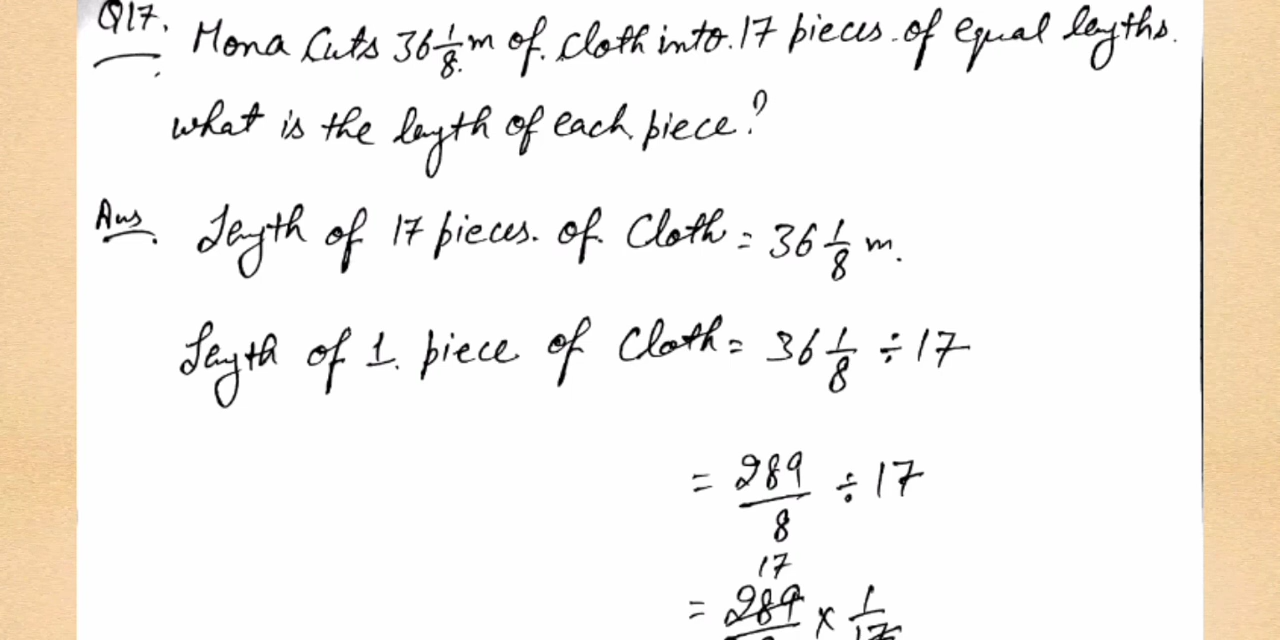 Q17. Mona Cuts 36 1/8 m of cloth into 17 pieces of equal lengths.
what is the length of each piece?
Ans. Length of 17 pieces of Cloth = 36 1/8 m.
Length of 1 piece of Cloth = 36 1/8 ÷ 17
= 289/8 ÷ 17
17
= 289/8 × 1/17